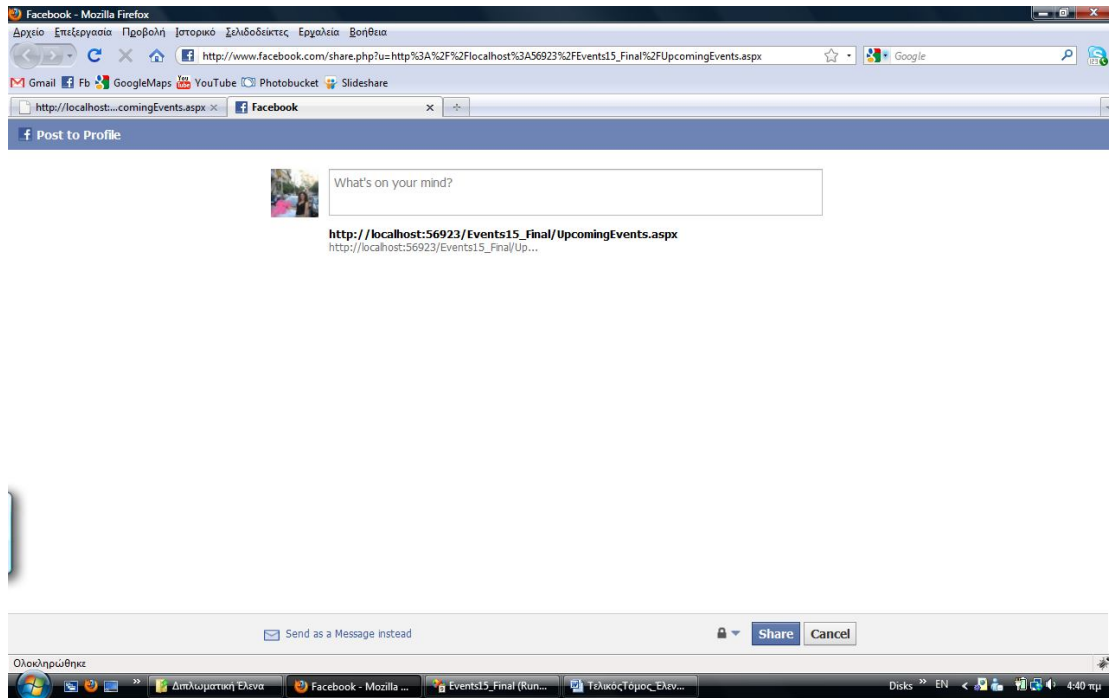 Facebook - Mozilla Firefox
Αρχείο Επεξεργασία Προβολή Ιστορικό Σελιδοδείκτες Εργαλεία Βοήθεια
http://www.facebook.com/share.php?u=http%3A%2F%2Flocalhost%3A56923%2FEvents15_Final%2FUpcomingEvents.aspx Google
Gmail Fb GoogleMaps YouTube Photobucket Slideshare
http://localhost:...comingEvents.aspx Facebook
Post to Profile
What's on your mind?
http://localhost:56923/Events15_Final/UpcomingEvents.aspx
http://localhost:56923/Events15_Final/Up...
Send as a Message instead Share Cancel
Ολοκληρώθηκε
Διπλωματική Έλενα Facebook - Mozilla ... Events15_Final (Run... ΤελικόςΤόμος_Έλεν... Disks EN 4:40 πμ